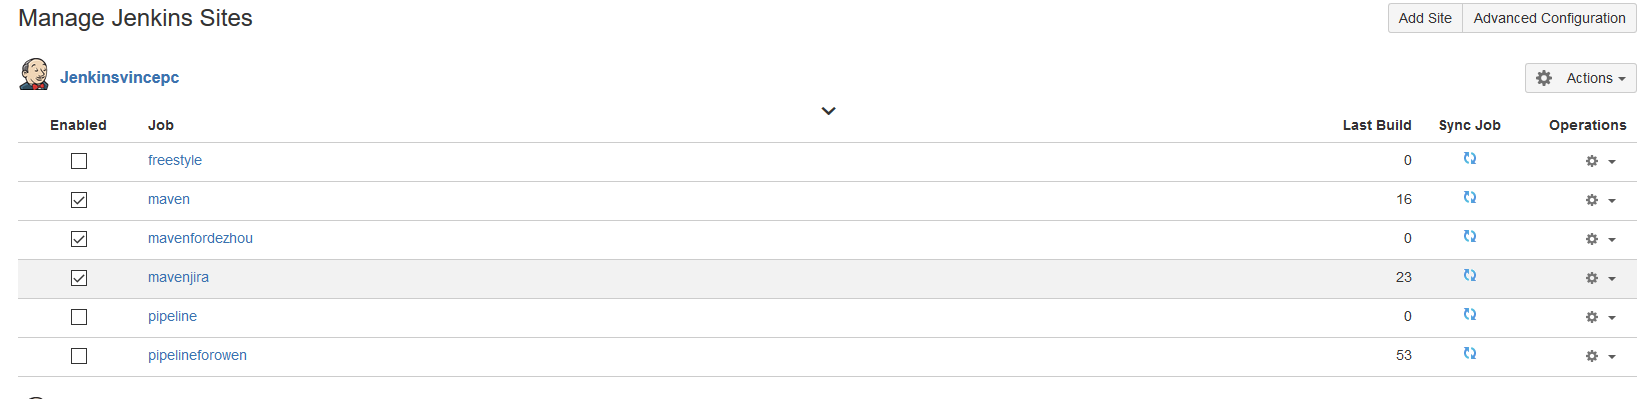 Manage Jenkins Sites
Add Site Advanced Configuration
Jenkinsvincepc
Actions
Enabled Job Last Build Sync Job Operations
freestyle 0
maven 16
mavenfordezhou 0
mavenjira 23
pipeline 0
pipelineforowen 53